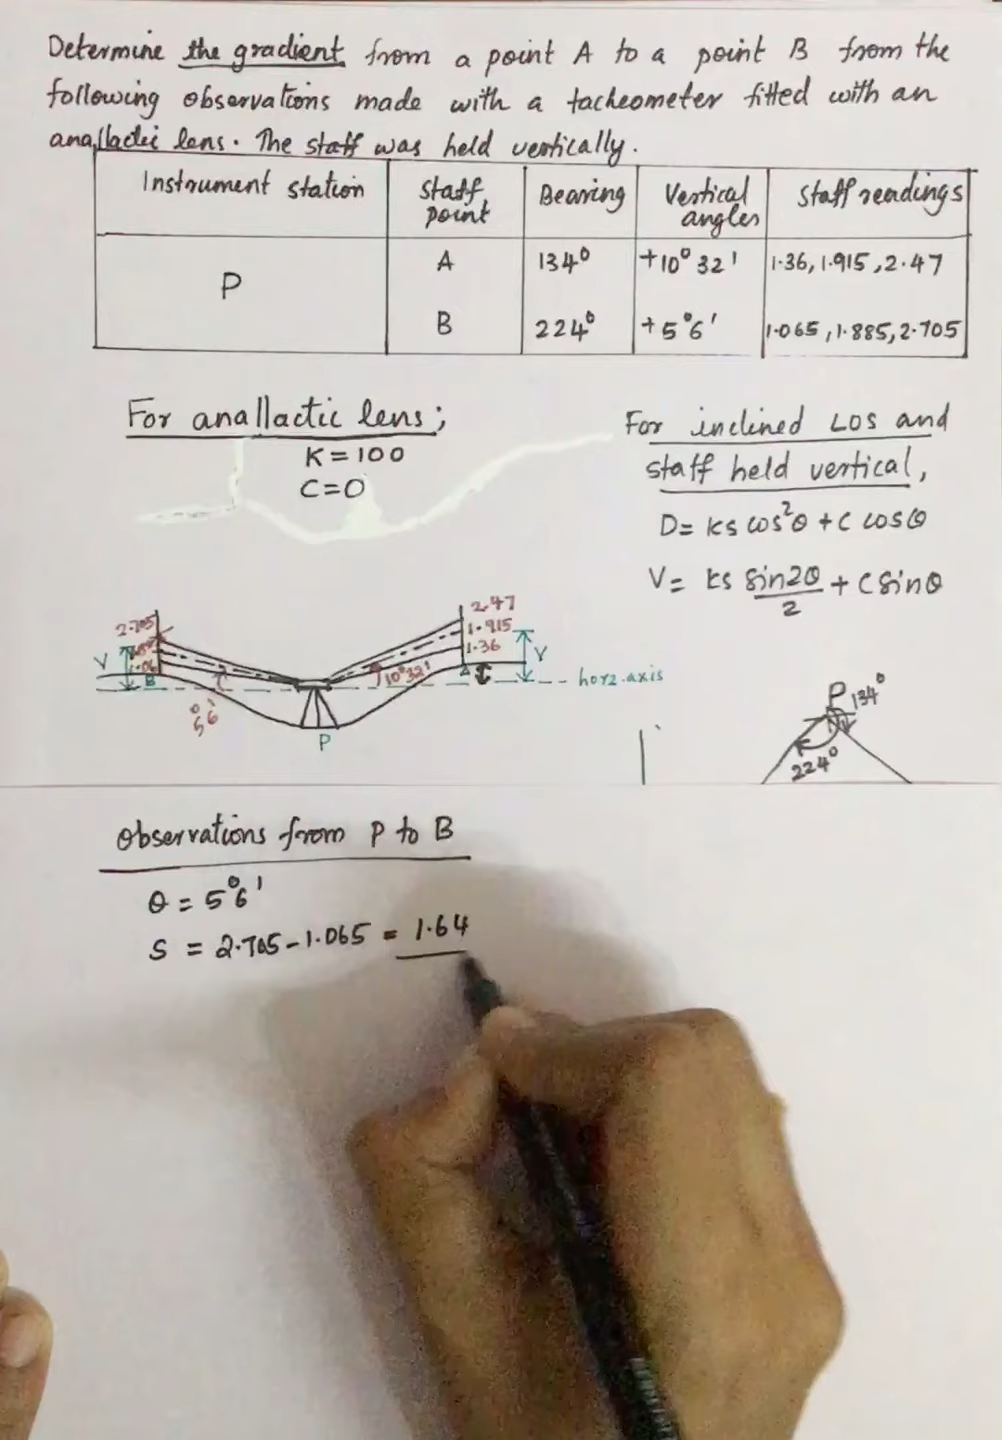 Determine the gradient from a point A to a point B from the
following observations made with a tacheometer fitted with an
anallactic lens. The staff was held vertically.
Instrument station Staff point Bearing Vertical angles Staff readings
P
A 134° +10° 32' 1.36, 1.915, 2.47
B 224° +5°6' 1.065, 1.885, 2.705
For anallactic lens;
K = 100
C = 0
For inclined LOS and
staff held vertical,
D = KS cos²θ + C cosθ
V = KS sin2θ/2 + C sinθ
2.705
V
B
5°6'
P
2.47
1.915
1.36
10°32'
A
V
horz. axis
P
134°
224°
Observations from P to B
θ = 5°6'
S = 2.705 - 1.065 = 1.64